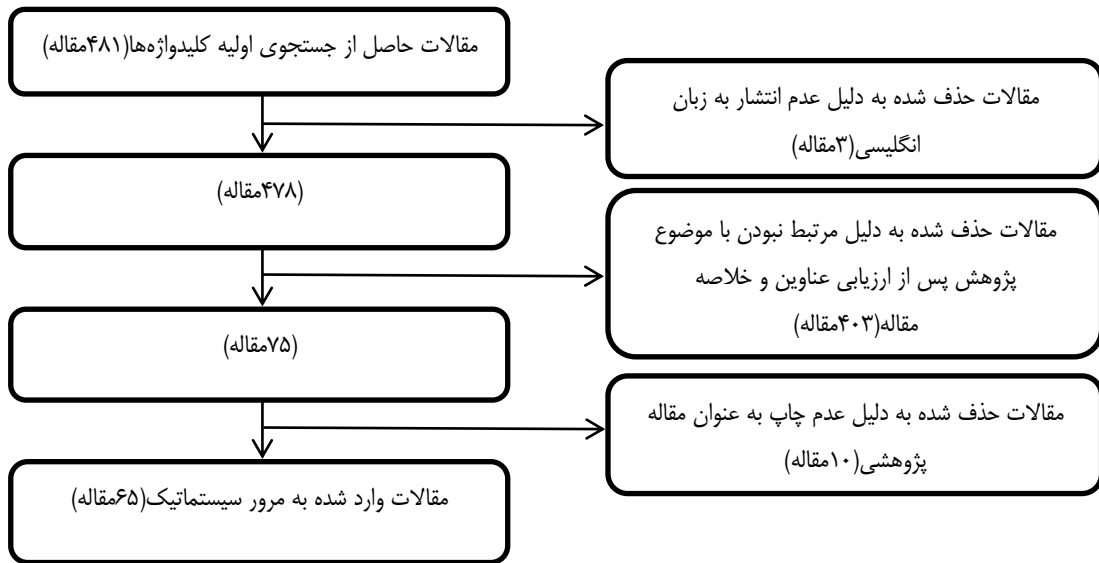 مقالات حاصل از جستجوی اولیه کلیدواژه‌ها(۴۸۱مقاله)
مقالات حذف شده به دلیل عدم انتشار به زبان
انگلیسی(۳مقاله)
(۴۷۸مقاله)
مقالات حذف شده به دلیل مرتبط نبودن با موضوع
پژوهش پس از ارزیابی عناوین و خلاصه
مقاله(۴۰۳مقاله)
(۷۵مقاله)
مقالات حذف شده به دلیل عدم چاپ به عنوان مقاله
پژوهشی(۱۰مقاله)
مقالات وارد شده به مرور سیستماتیک(۶۵مقاله)